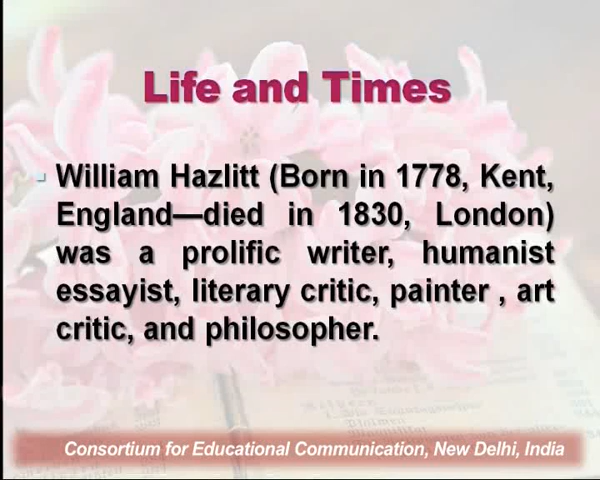 Life and Times
William Hazlitt (Born in 1778, Kent,
England—died in 1830, London)
was a prolific writer, humanist
essayist, literary critic, painter , art
critic, and philosopher.
Consortium for Educational Communication, New Delhi, India